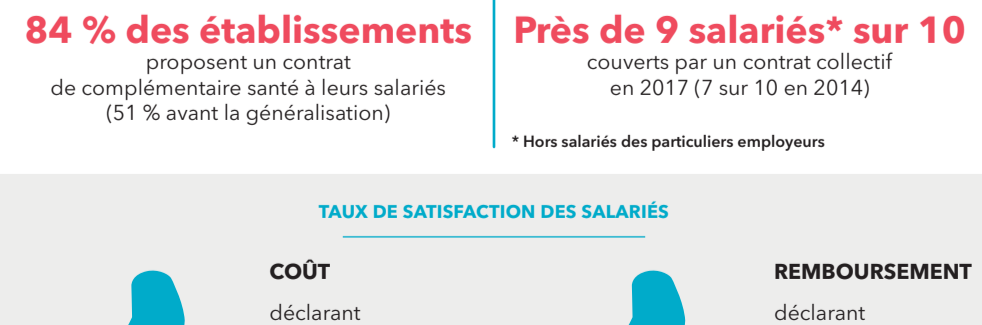 84 % des établissements
proposent un contrat
de complémentaire santé à leurs salariés
(51 % avant la généralisation)
Près de 9 salariés* sur 10
couverts par un contrat collectif
en 2017 (7 sur 10 en 2014)
* Hors salariés des particuliers employeurs
TAUX DE SATISFACTION DES SALARIÉS
COÛT
déclarant
REMBOURSEMENT
déclarant